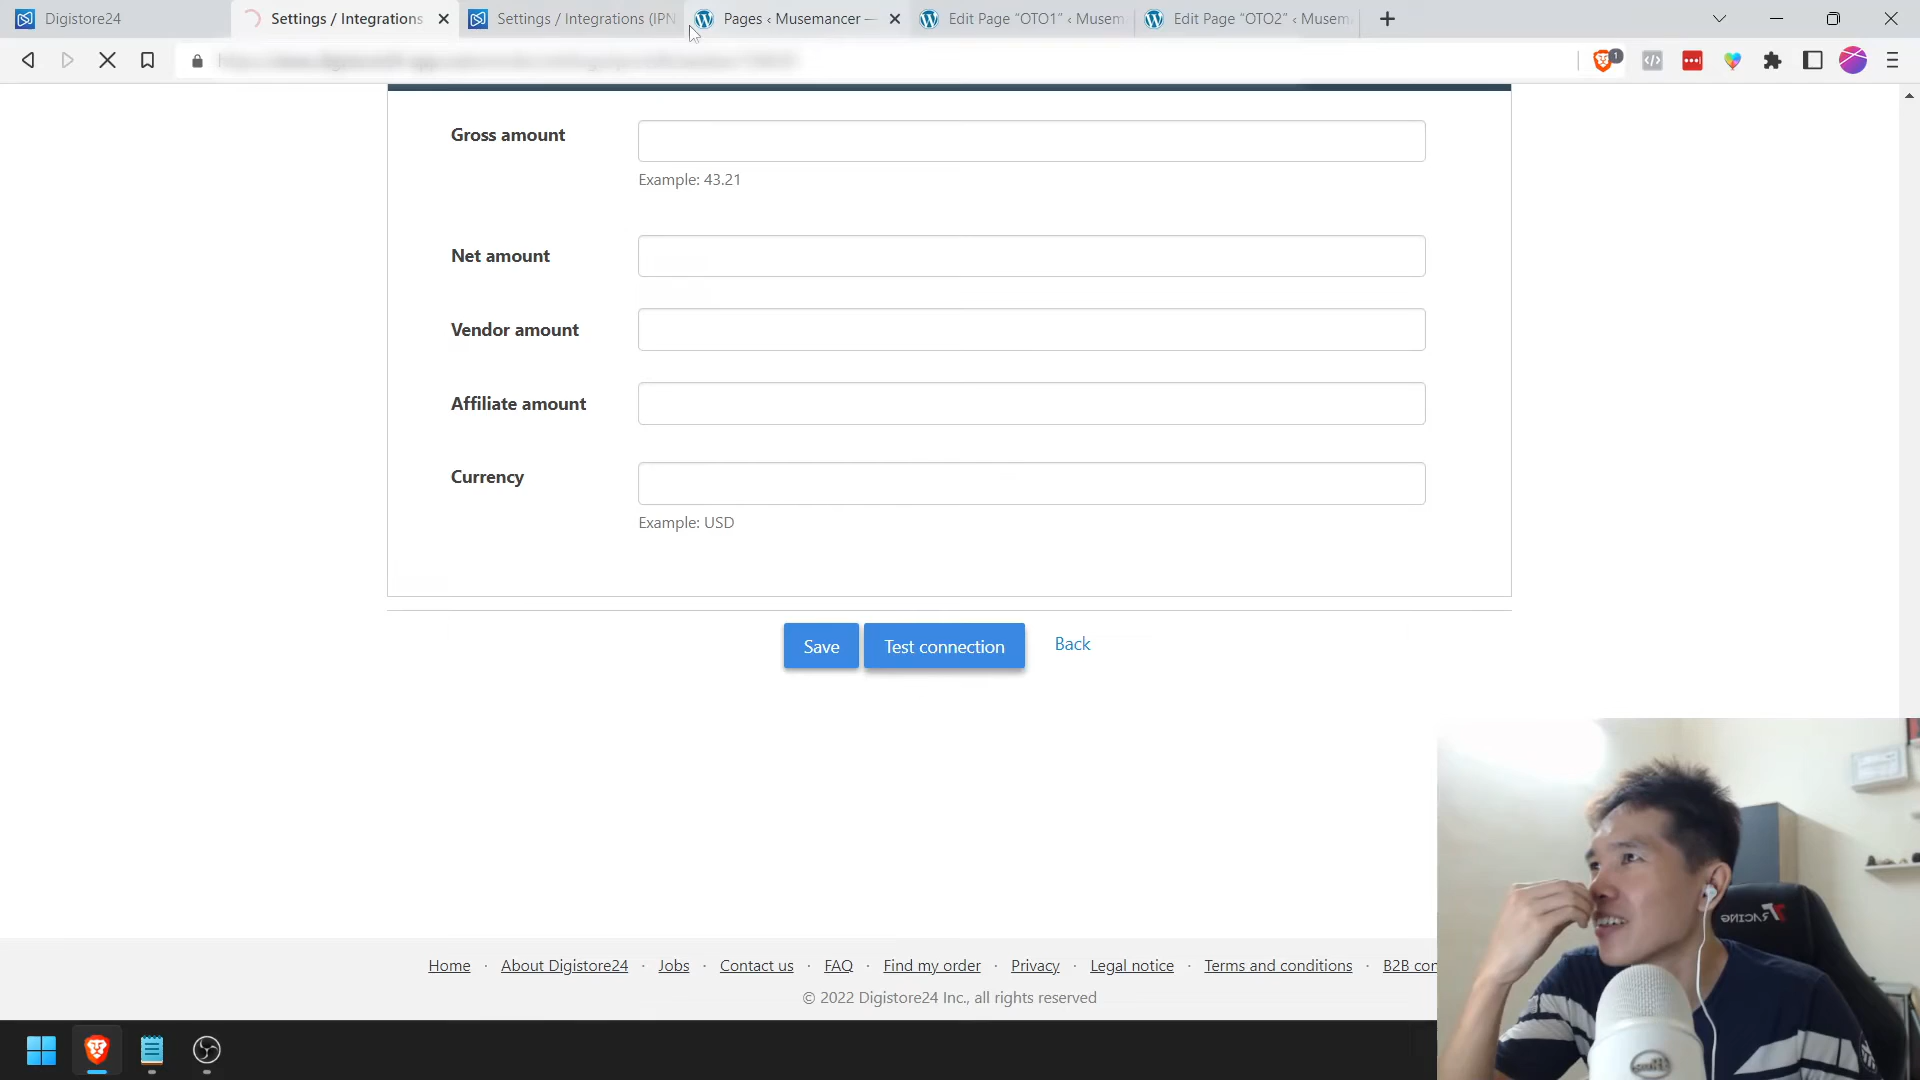 Digistore24
Settings / Integrations
Settings / Integrations (IPN
Pages ‹ Musemancer —
Edit Page “OTO1” ‹ Musem
Edit Page “OTO2” ‹ Musem
1
Gross amount
Example: 43.21
Net amount
Vendor amount
Affiliate amount
Currency
Example: USD
Save
Test connection
Back
Home · About Digistore24 · Jobs · Contact us · FAQ · Find my order · Privacy · Legal notice · Terms and conditions · B2B con
© 2022 Digistore24 Inc., all rights reserved